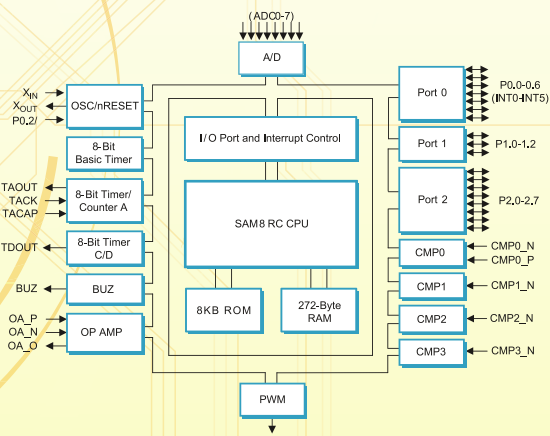 (ADC0-7)
A/D
X_IN
X_OUT
P0.2/
OSC/nRESET
8-Bit
Basic Timer
TAOUT
TACK
TACAP
8-Bit Timer/
Counter A
TDOUT
8-Bit Timer
C/D
BUZ
BUZ
OA_P
OA_N
OA_O
OP AMP
I/O Port and Interrupt Control
SAM8 RC CPU
8KB ROM
272-Byte
RAM
Port 0
P0.0-0.6
(INT0-INT5)
Port 1
P1.0-1.2
Port 2
P2.0-2.7
CMP0
CMP0_N
CMP0_P
CMP1
CMP1_N
CMP2
CMP2_N
CMP3
CMP3_N
PWM